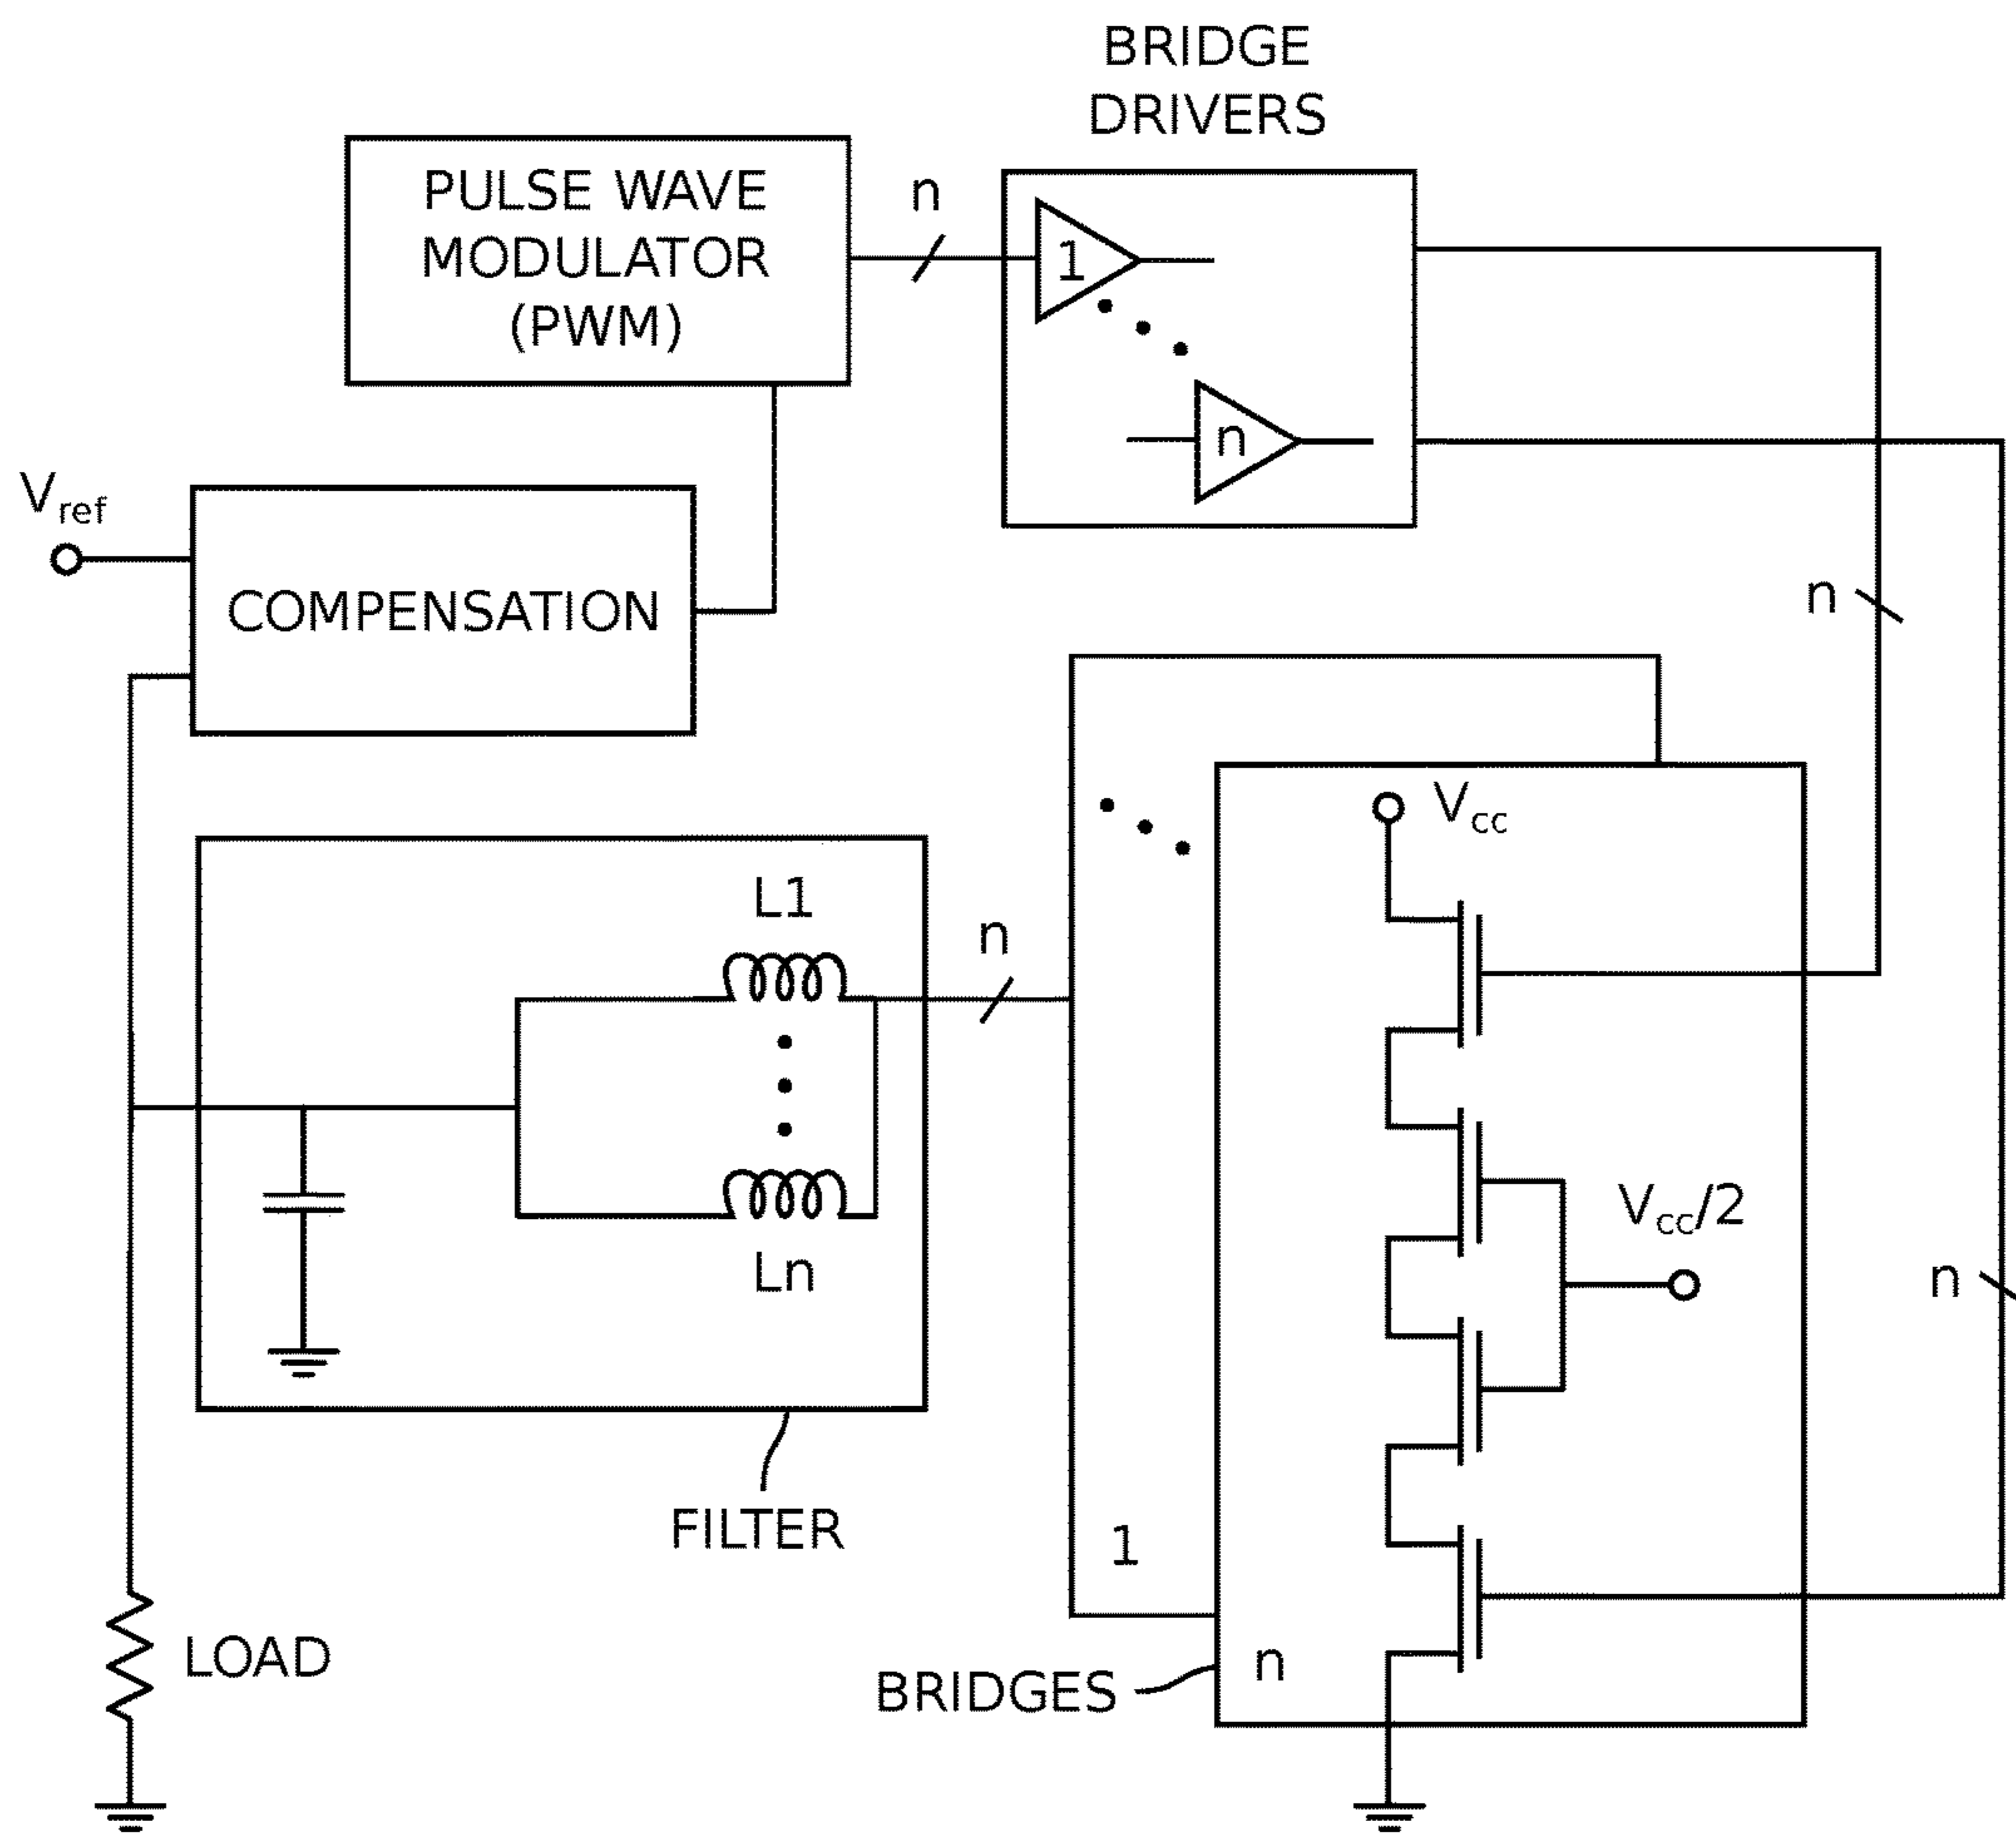 BRIDGE
DRIVERS
PULSE WAVE
MODULATOR
(PWM)
n
1
n
Vref
COMPENSATION
n
Vcc
L1
n
Vcc/2
n
Ln
FILTER
1
LOAD
BRIDGES
n